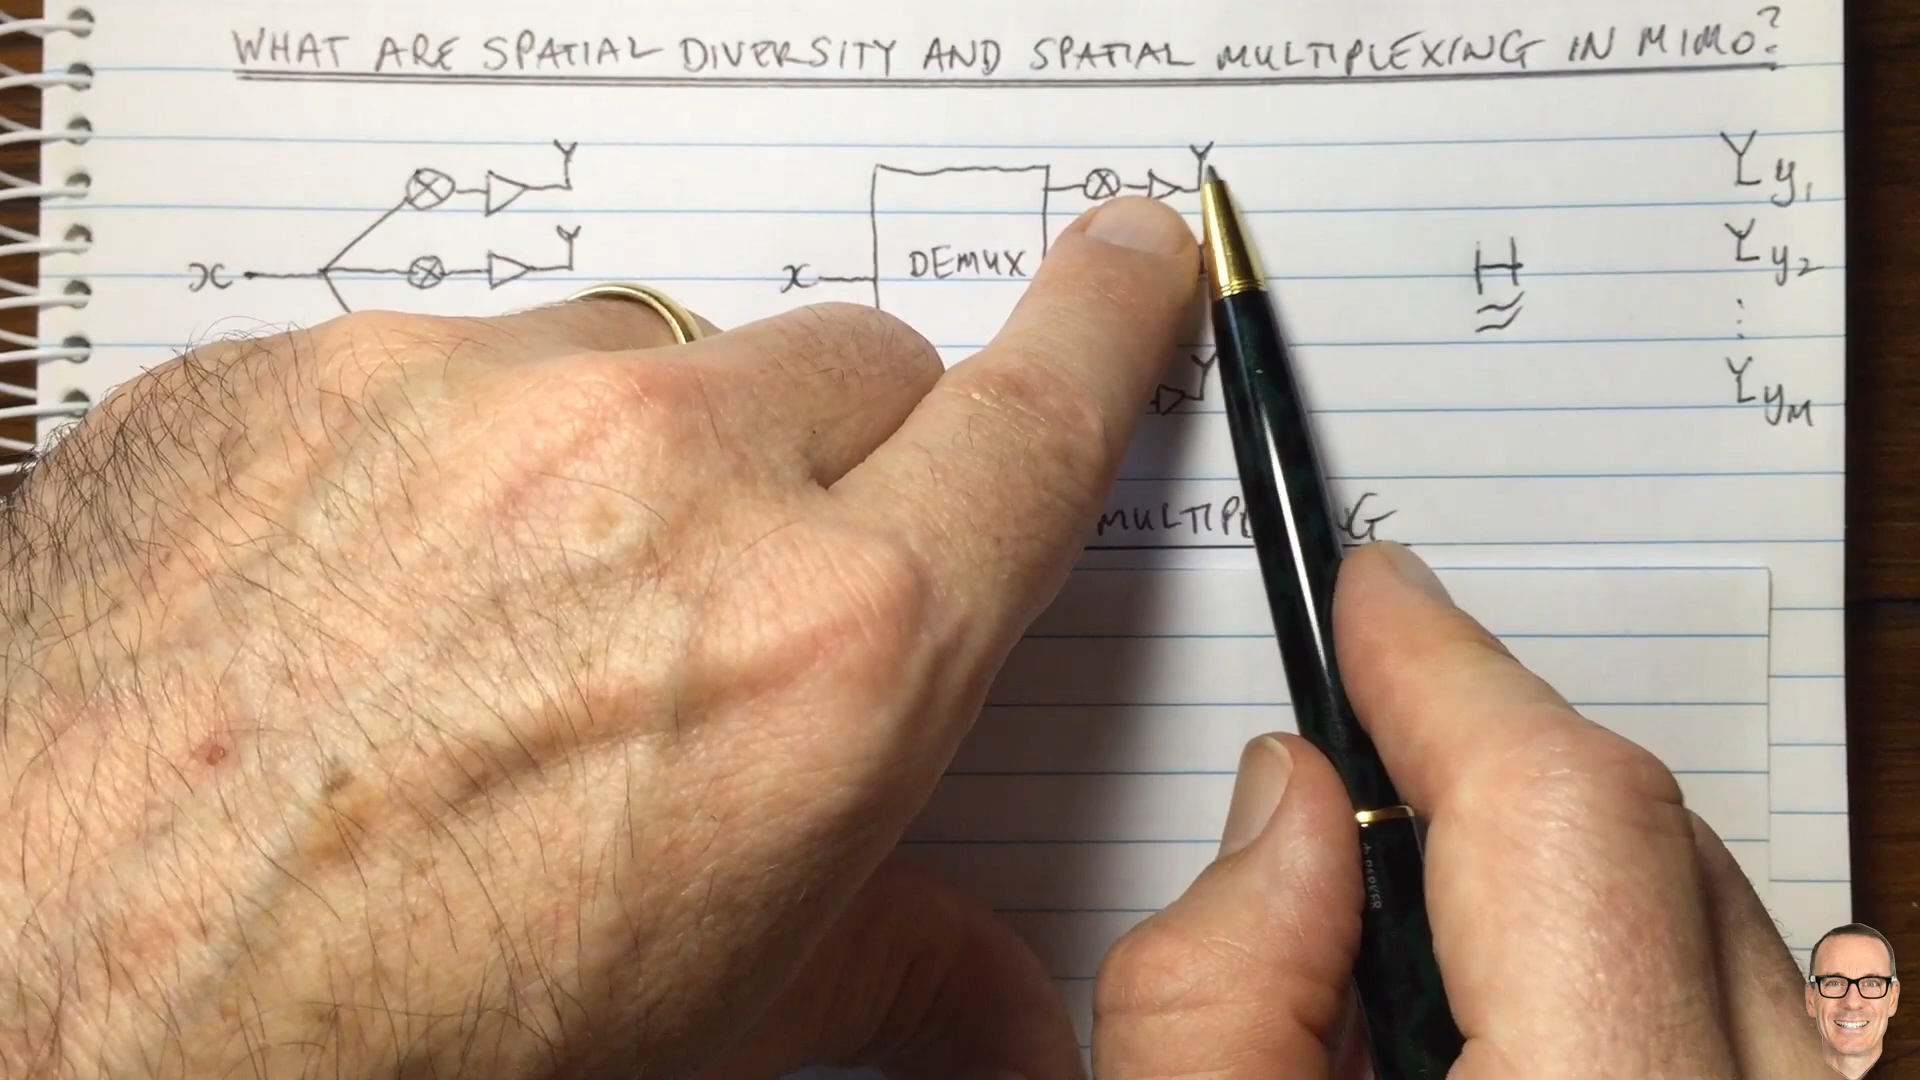 WHAT ARE SPATIAL DIVERSITY AND SPATIAL MULTIPLEXING IN MIMO?
x
x
DEMUX
H
y1
y2
⋮
yM